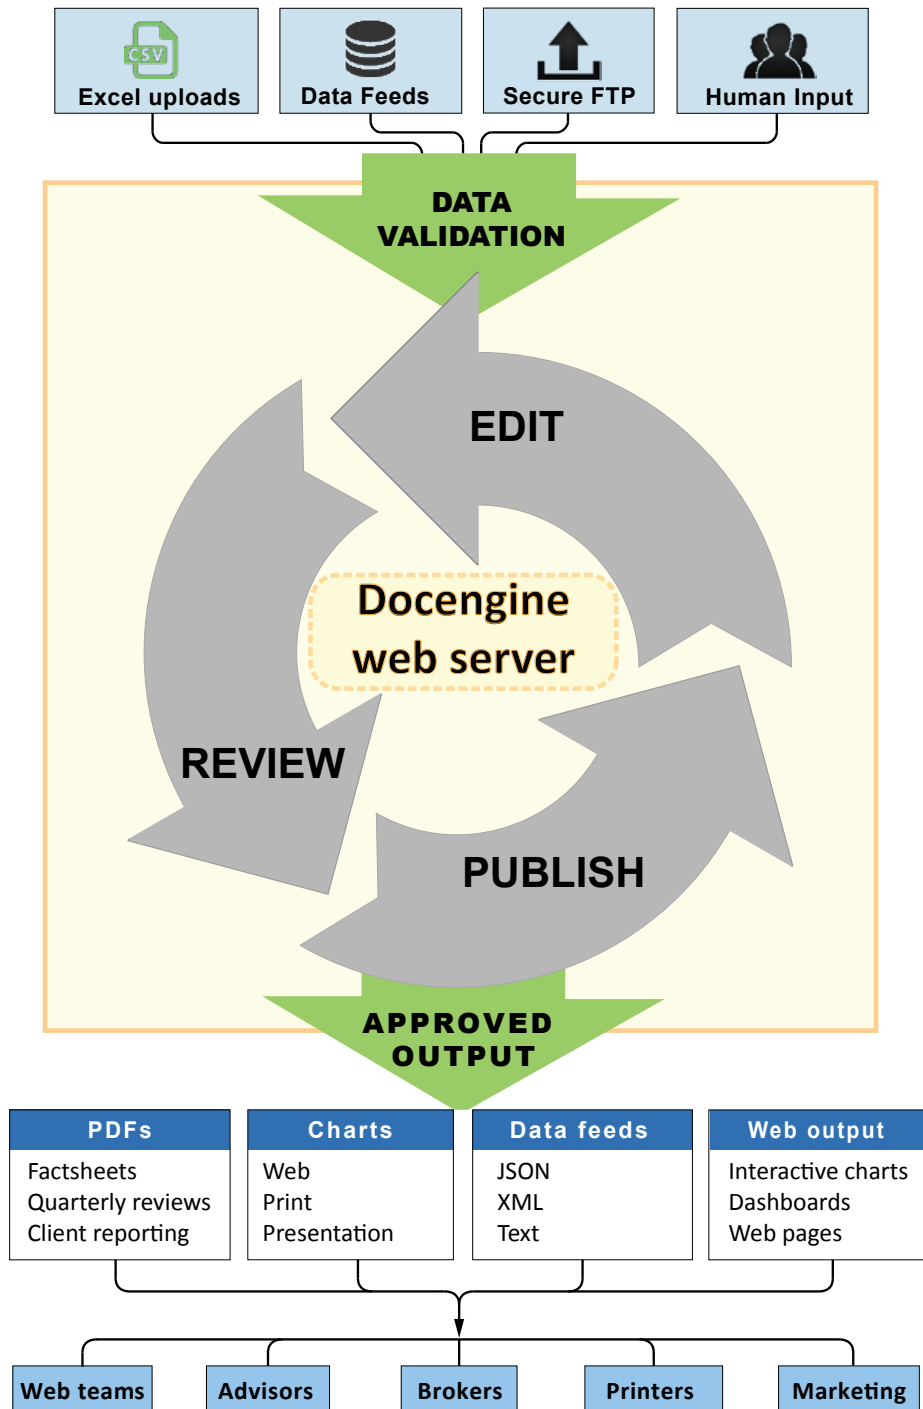 CSV
Excel uploads
Data Feeds
Secure FTP
Human Input
DATA
VALIDATION
EDIT
Docengine
web server
REVIEW
PUBLISH
APPROVED
OUTPUT
PDFs
Factsheets
Quarterly reviews
Client reporting
Charts
Web
Print
Presentation
Data feeds
JSON
XML
Text
Web output
Interactive charts
Dashboards
Web pages
Web teams
Advisors
Brokers
Printers
Marketing